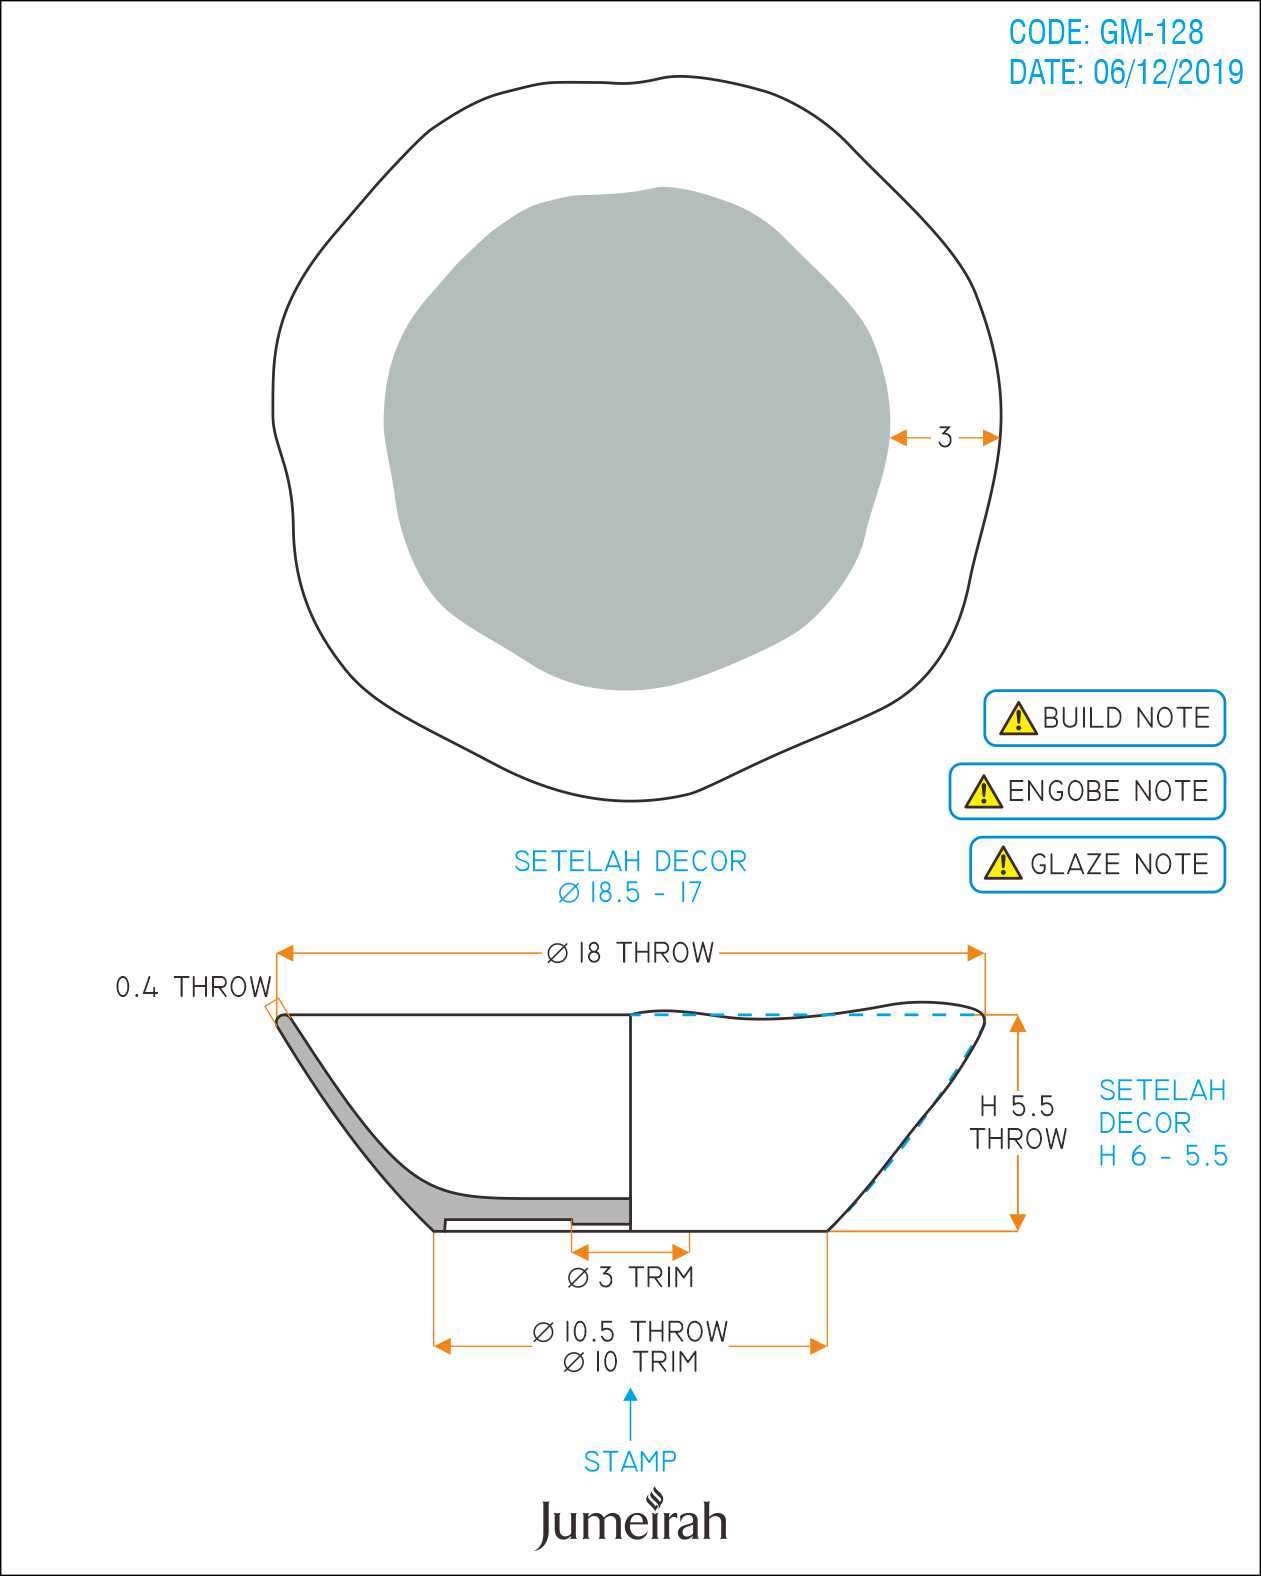 CODE: GM-128
DATE: 06/12/2019
3
BUILD NOTE
ENGOBE NOTE
GLAZE NOTE
SETELAH DECOR
Ø 18.5 - 17
Ø 18 THROW
0.4 THROW
H 5.5
THROW
SETELAH
DECOR
H 6 - 5.5
Ø 3 TRIM
Ø 10.5 THROW
Ø 10 TRIM
STAMP
Jumeirah